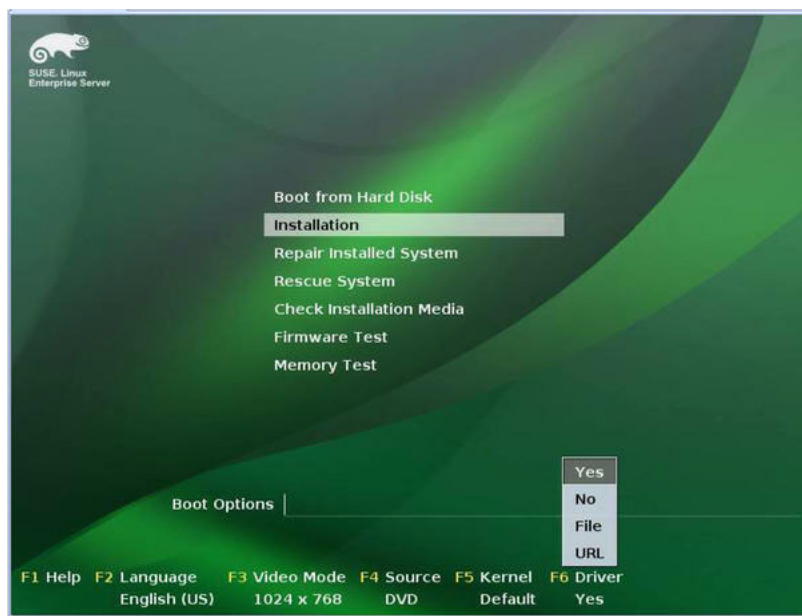 SUSE. Linux
Enterprise Server
Boot from Hard Disk
Installation
Repair Installed System
Rescue System
Check Installation Media
Firmware Test
Memory Test
Yes
No
File
URL
Boot Options
F1 Help F2 Language F3 Video Mode F4 Source F5 Kernel F6 Driver
English (US) 1024 x 768 DVD Default Yes